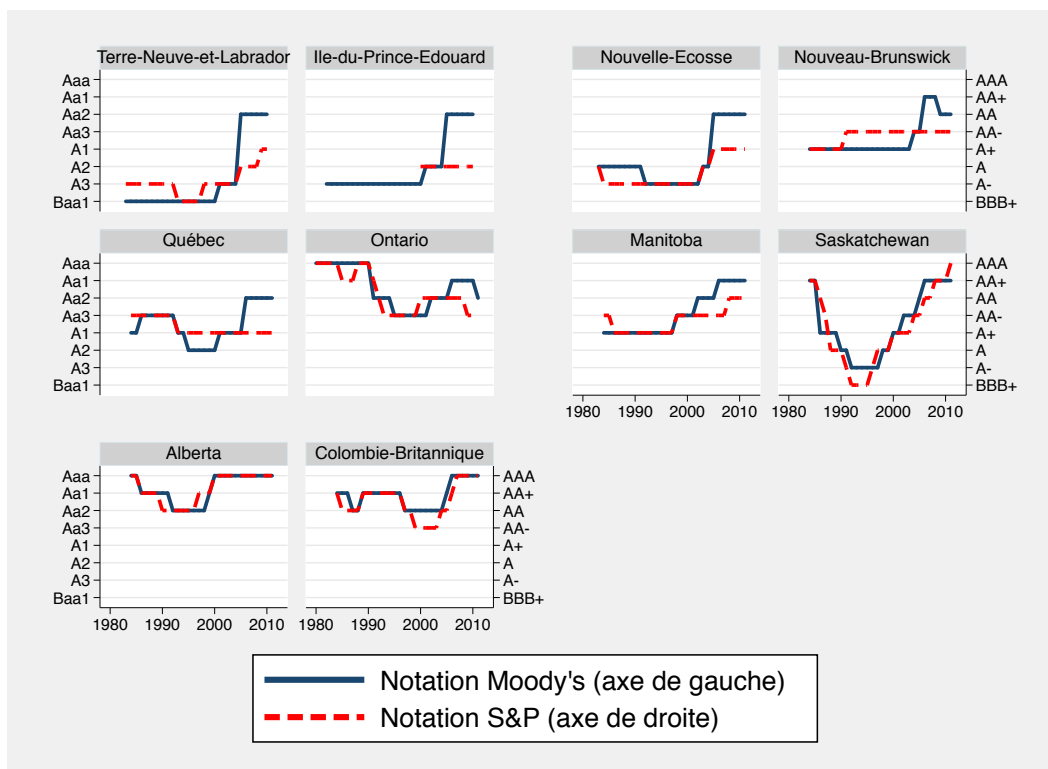 Terre-Neuve-et-Labrador
Ile-du-Prince-Edouard
Nouvelle-Ecosse
Nouveau-Brunswick
Aaa
Aa1
Aa2
Aa3
A1
A2
A3
Baa1
AAA
AA+
AA
AA-
A+
A
A-
BBB+
Québec
Ontario
Manitoba
Saskatchewan
Aaa
Aa1
Aa2
Aa3
A1
A2
A3
Baa1
AAA
AA+
AA
AA-
A+
A
A-
BBB+
1980 1990 2000 2010
1980 1990 2000 2010
Alberta
Colombie-Britannique
Aaa
Aa1
Aa2
Aa3
A1
A2
A3
Baa1
AAA
AA+
AA
AA-
A+
A
A-
BBB+
1980 1990 2000 2010
1980 1990 2000 2010
Notation Moody's (axe de gauche)
Notation S&P (axe de droite)